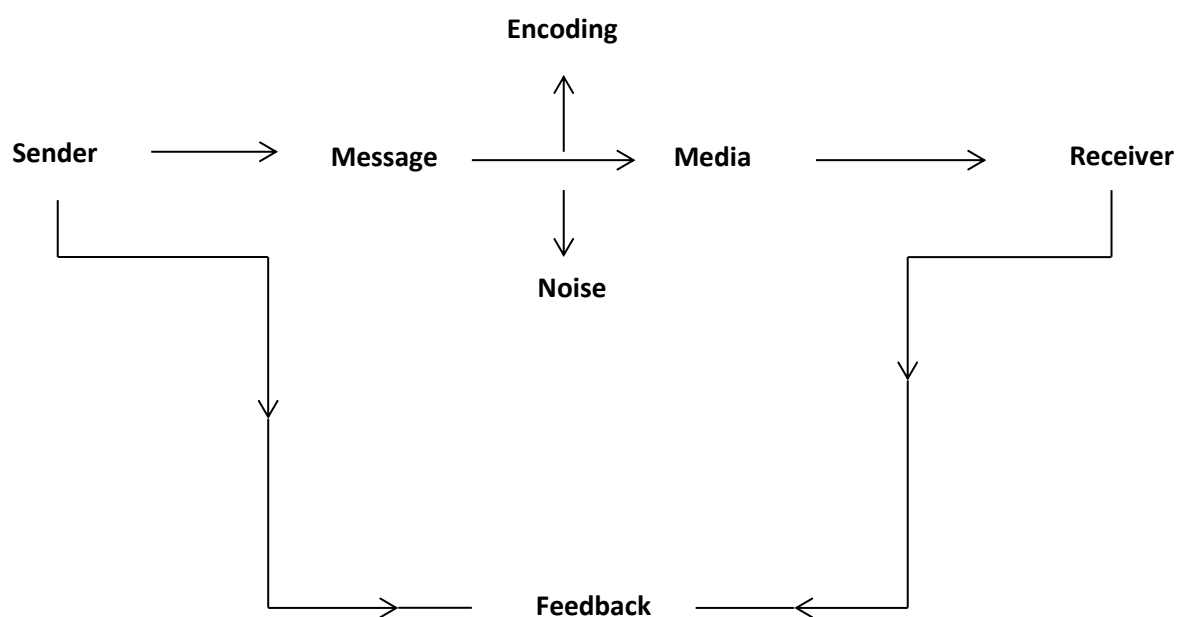 Encoding
Sender
Message
Media
Receiver
Noise
Feedback